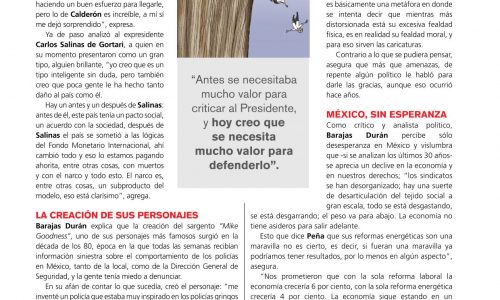 haciendo un buen esfuerzo para llegarle,
pero lo de Calderón es increíble, a mí sí
me dejó sorprendido", expresa.
Ya de paso analizó al expresidente
Carlos Salinas de Gortari, a quien en
su momento presentaron como un gran
tipo, alguien brillante, "yo creo que es un
tipo inteligente sin duda, pero también
creo que poca gente le ha hecho tanto
daño al país como él.
Hay un antes y un después de Salinas:
antes de él, este país tenía un pacto social,
un acuerdo con la sociedad, después de
Salinas el país se sometió a las lógicas
del Fondo Monetario Internacional, ahí
cambió todo y eso lo estamos pagando
ahorita, entre otras cosas, con muertos
y con el narco y todo esto. El narco es,
entre otras cosas, un subproducto del
modelo, eso está clarísimo", agrega.
LA CREACIÓN DE SUS PERSONAJES
Barajas Durán explica que la creación del sargento "Mike
Goodness", uno de sus personajes más famosos surgió en la
década de los 80, época en la que todas las semanas recibían
información siniestra sobre el comportamiento de los policías
en México, tanto de la local, como de la Dirección General de
Seguridad, y la gente tenía miedo a denunciar.
En su afán de contar lo que sucedía, creó el personaje: "me
inventé un policía que estaba muy inspirado en los policías gringos
"Antes se necesitaba
mucho valor para
criticar al Presidente,
y hoy creo que
se necesita
mucho valor para
defenderlo".
es básicamente una metáfora en donde
se intenta decir que mientras más
distorsionada está su excesiva fealdad
física, es en realidad su fealdad moral, y
para eso sirven las caricaturas.
Contrario a lo que se pudiera pensar,
asegura que más que amenazas, de
repente algún político le habló para
darle las gracias, aunque eso ocurrió
hace años.
MÉXICO, SIN ESPERANZA
Como crítico y analista político,
Barajas Durán percibe sólo
desesperanza en México y vislumbra
que -si se analizan los últimos 30 años-
se aprecia un declive en la economía y
en nuestros derechos; "los sindicatos
se han desorganizado; hay una suerte
de desarticulación del tejido social a
gran escala, todo se está desgastando,
se está desgarrando; el peso va para abajo. La economía no
tiene asideros para salir adelante.
Esto que dice Peña que sus reformas energéticas son una
maravilla no es cierto, es decir, si fueran una maravilla ya
podríamos tener resultados, por lo menos en algún aspecto",
asegura.
"Nos prometieron que con la sola reforma laboral la
economía crecería 6 por ciento, con la sola reforma energética
crecería 4 por ciento. La economía sigue estando en un